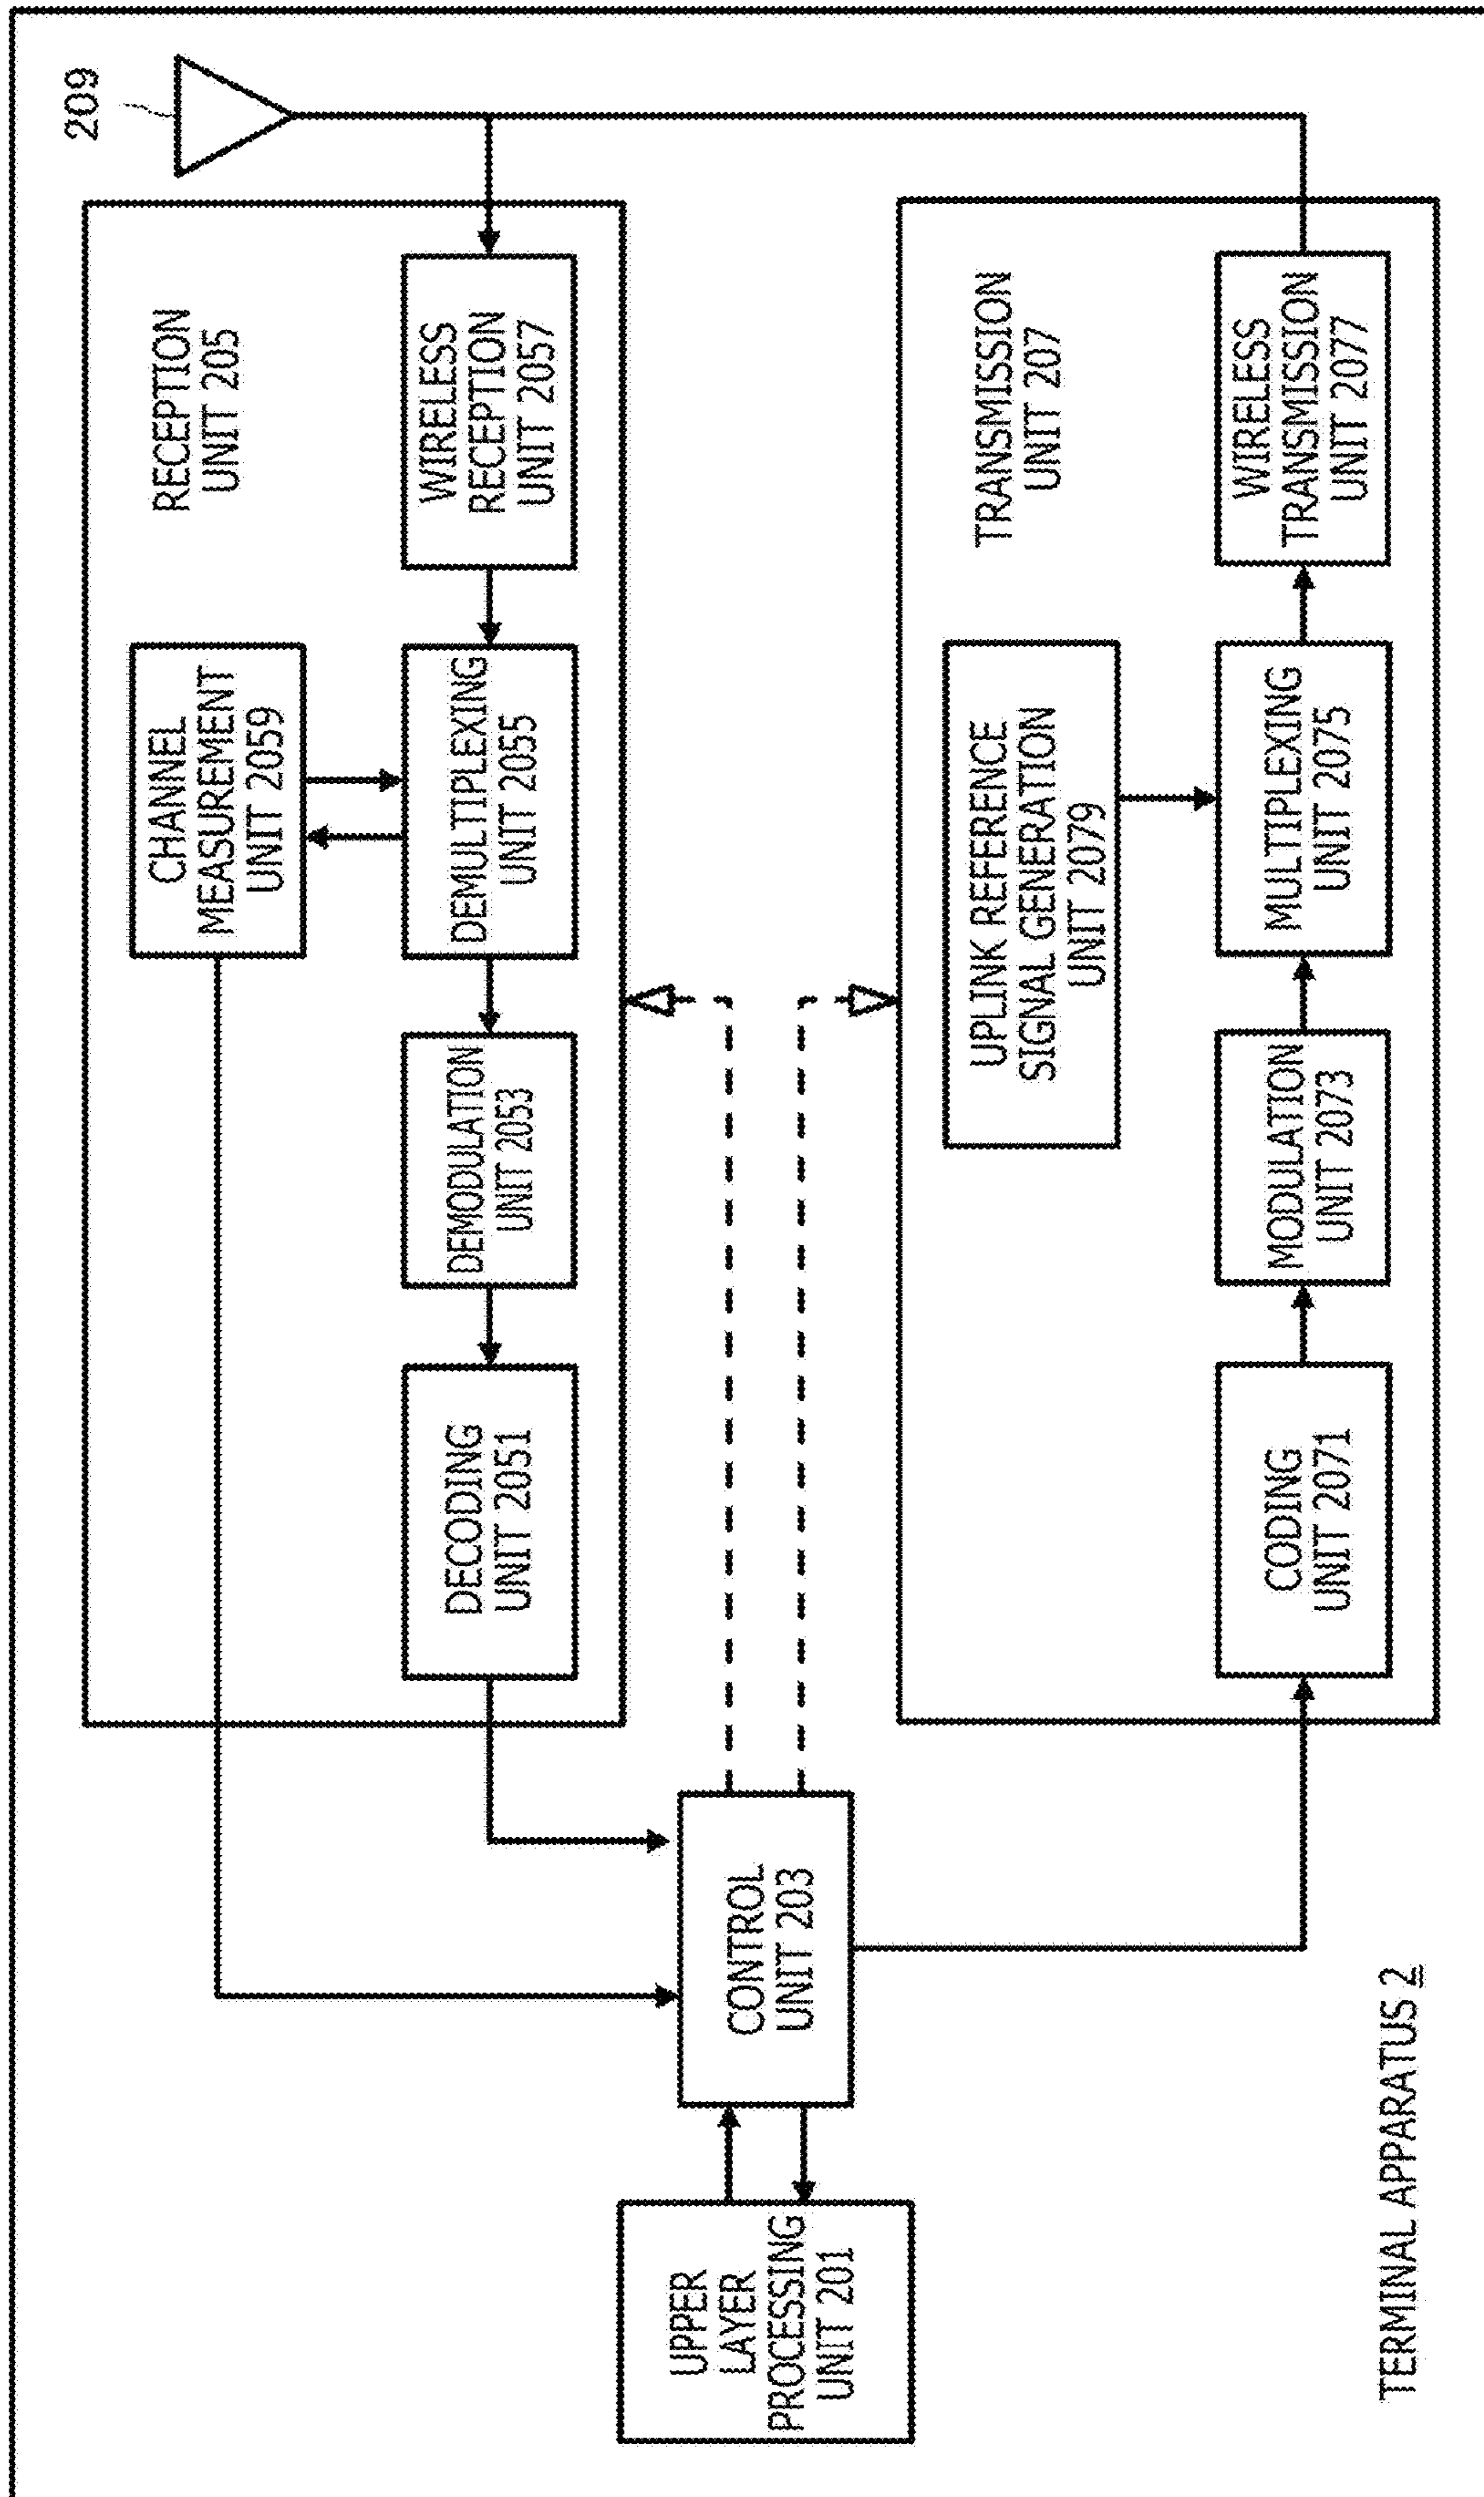 209
RECEPTION
UNIT 205
CHANNEL
MEASUREMENT
UNIT 2059
DECODING
UNIT 2051
DEMODULATION
UNIT 2053
DEMULTIPLEXING
UNIT 2055
WIRELESS
RECEPTION
UNIT 2057
UPPER
LAYER
PROCESSING
UNIT 201
CONTROL
UNIT 203
TRANSMISSION
UNIT 207
UPLINK REFERENCE
SIGNAL GENERATION
UNIT 2079
CODING
UNIT 2071
MODULATION
UNIT 2073
MULTIPLEXING
UNIT 2075
WIRELESS
TRANSMISSION
UNIT 2077
TERMINAL APPARATUS 2